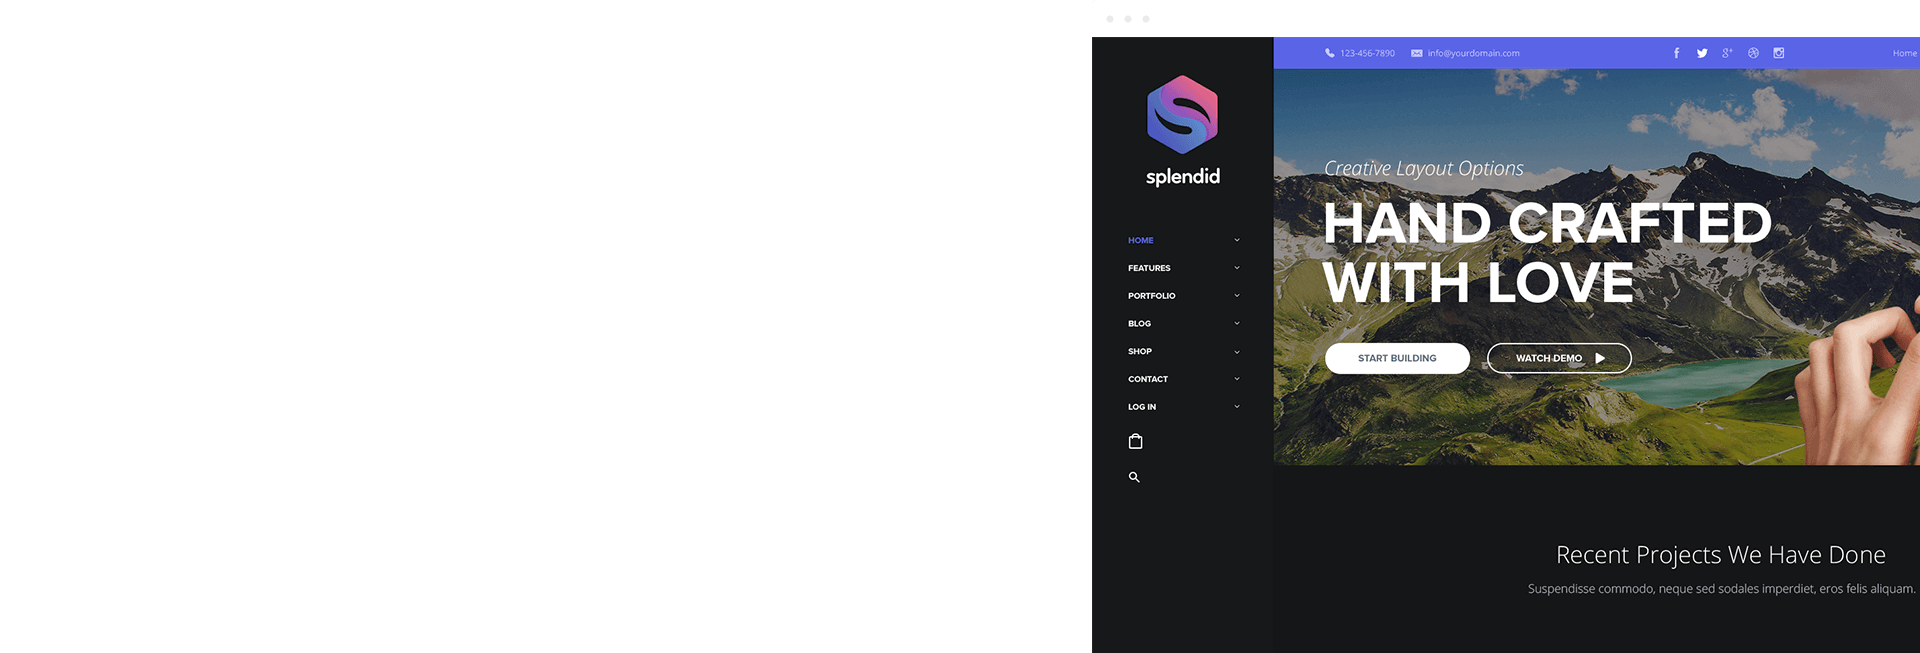 123-456-7890
info@yourdomain.com
Home
splendid
HOME
FEATURES
PORTFOLIO
BLOG
SHOP
CONTACT
LOG IN
Creative Layout Options
HAND CRAFTED
WITH LOVE
START BUILDING
WATCH DEMO
Recent Projects We Have Done
Suspendisse commodo, neque sed sodales imperdiet, eros felis aliquam.